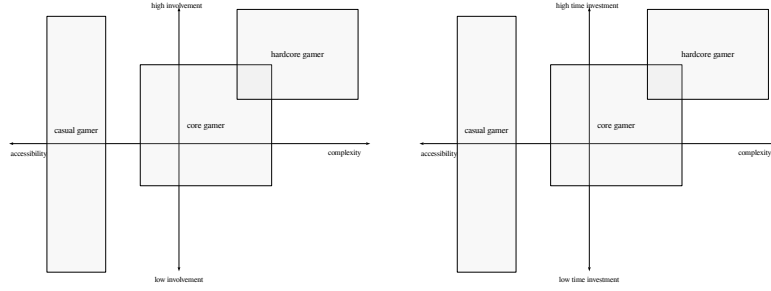 high involvement
hardcore gamer
core gamer
casual gamer
accessibility
complexity
low involvement
high time investment
hardcore gamer
core gamer
casual gamer
accessibility
complexity
low time investment